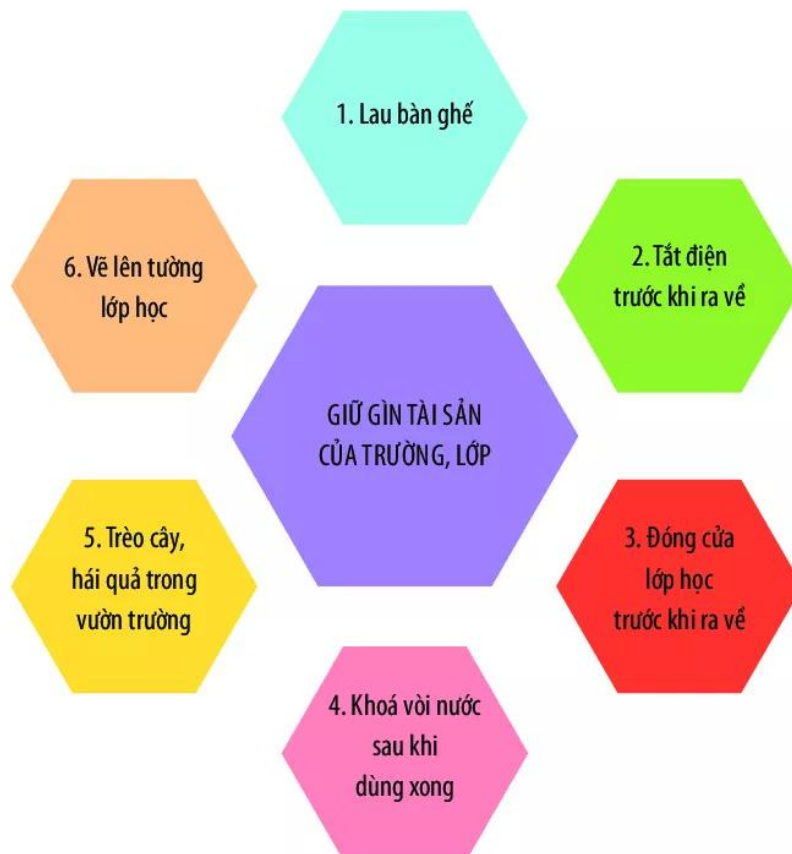 1. Lau bàn ghế
2. Tắt điện
trước khi ra về
3. Đóng cửa
lớp học
trước khi ra về
4. Khoá vòi nước
sau khi
dùng xong
5. Trèo cây,
hái quả trong
vườn trường
6. Vẽ lên tường
lớp học
GIỮ GÌN TÀI SẢN
CỦA TRƯỜNG, LỚP